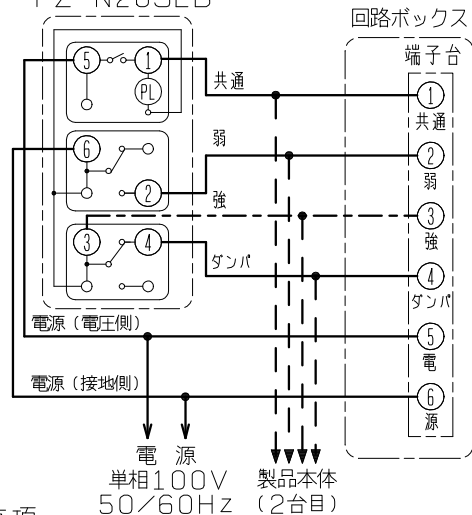 回路ボックス
端子台
5
1
PL
共通
1
共通
6
2
弱
2
弱
強
3
強
3
4
ダンパ
4
ダンパ
電源（電圧側）
5
電
電源（接地側）
6
源
電 源
単相100V
50/60Hz
製品本体
（2台目）